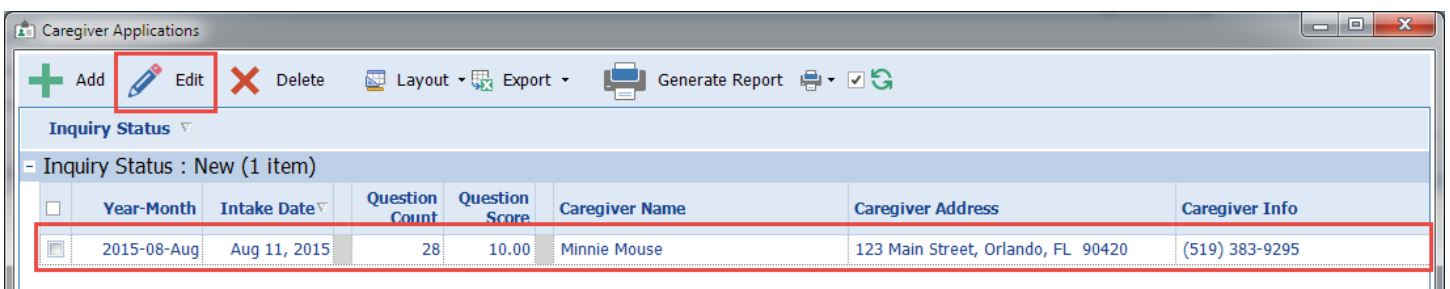 Caregiver Applications
Add Edit Delete Layout Export Generate Report
Inquiry Status
Inquiry Status : New (1 item)
Year-Month Intake Date Question Count Question Score Caregiver Name Caregiver Address Caregiver Info
2015-08-Aug Aug 11, 2015 28 10.00 Minnie Mouse 123 Main Street, Orlando, FL 90420 (519) 383-9295